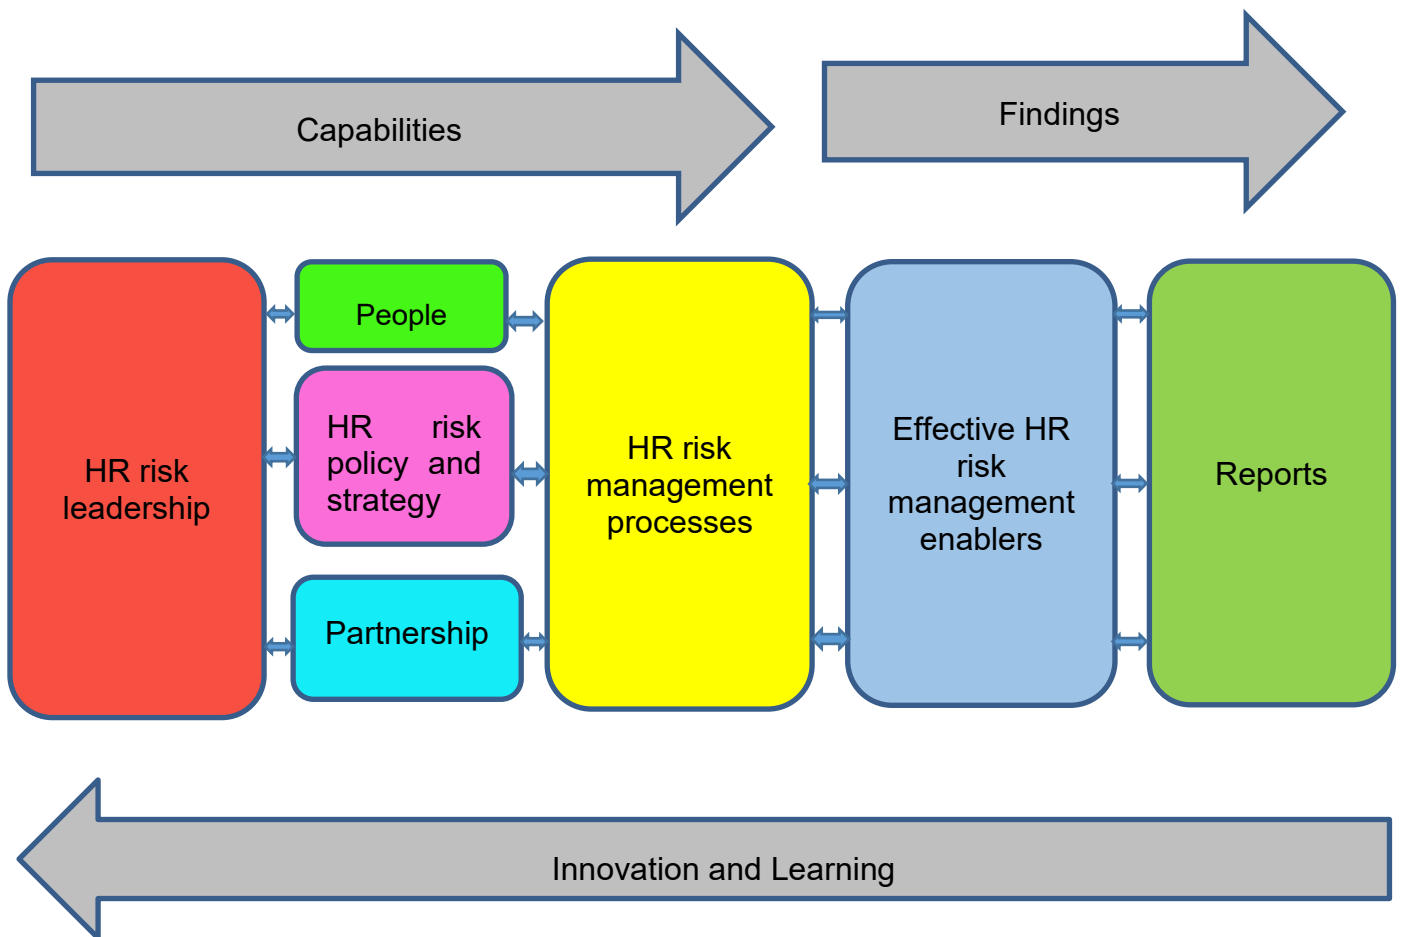 Capabilities
Findings
HR risk
leadership
People
HR risk
policy and
strategy
Partnership
HR risk
management
processes
Effective HR
risk
management
enablers
Reports
Innovation and Learning